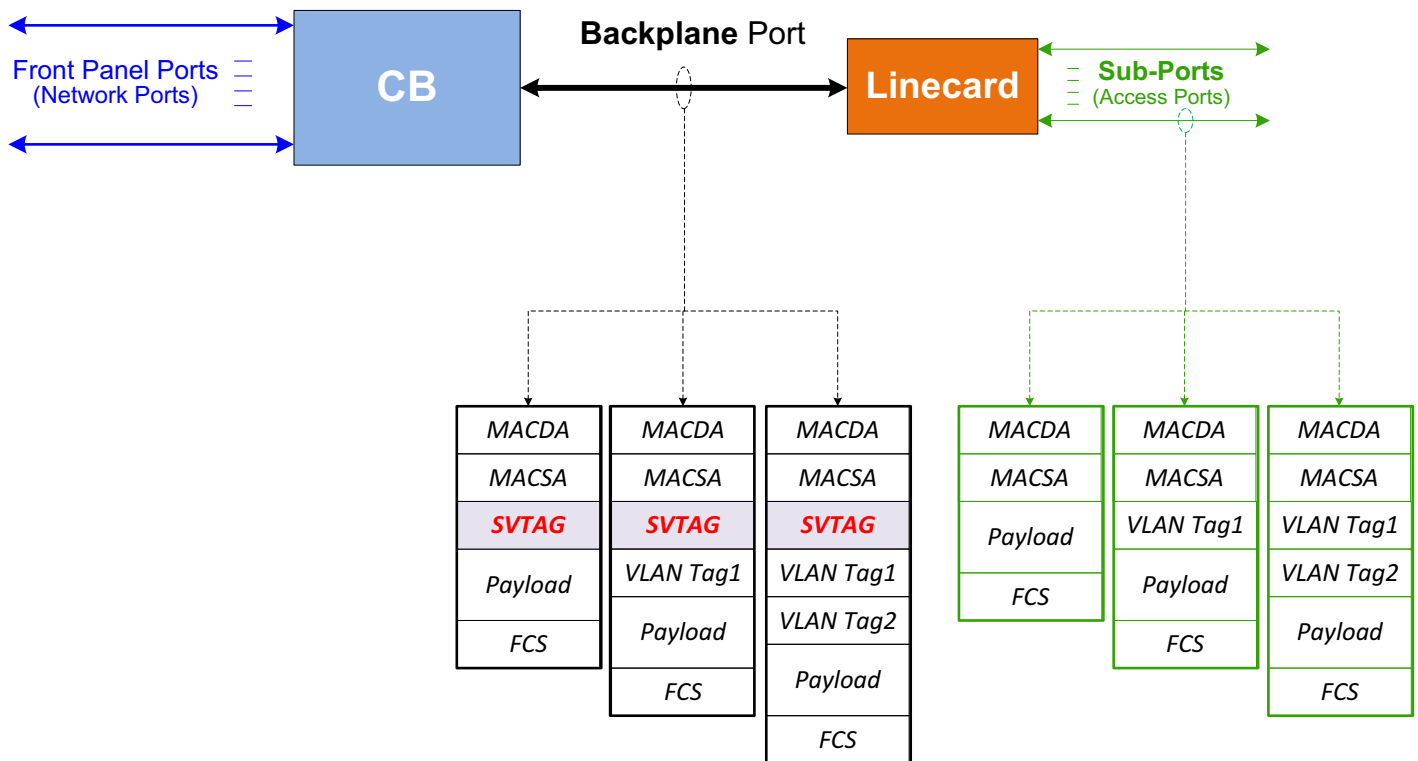 Backplane Port
Front Panel Ports
(Network Ports)
CB
Linecard
Sub-Ports
(Access Ports)
MACDA
MACSA
SVTAG
Payload
FCS
MACDA
MACSA
SVTAG
VLAN Tag1
Payload
FCS
MACDA
MACSA
SVTAG
VLAN Tag1
VLAN Tag2
Payload
FCS
MACDA
MACSA
Payload
FCS
MACDA
MACSA
VLAN Tag1
Payload
FCS
MACDA
MACSA
VLAN Tag1
VLAN Tag2
Payload
FCS